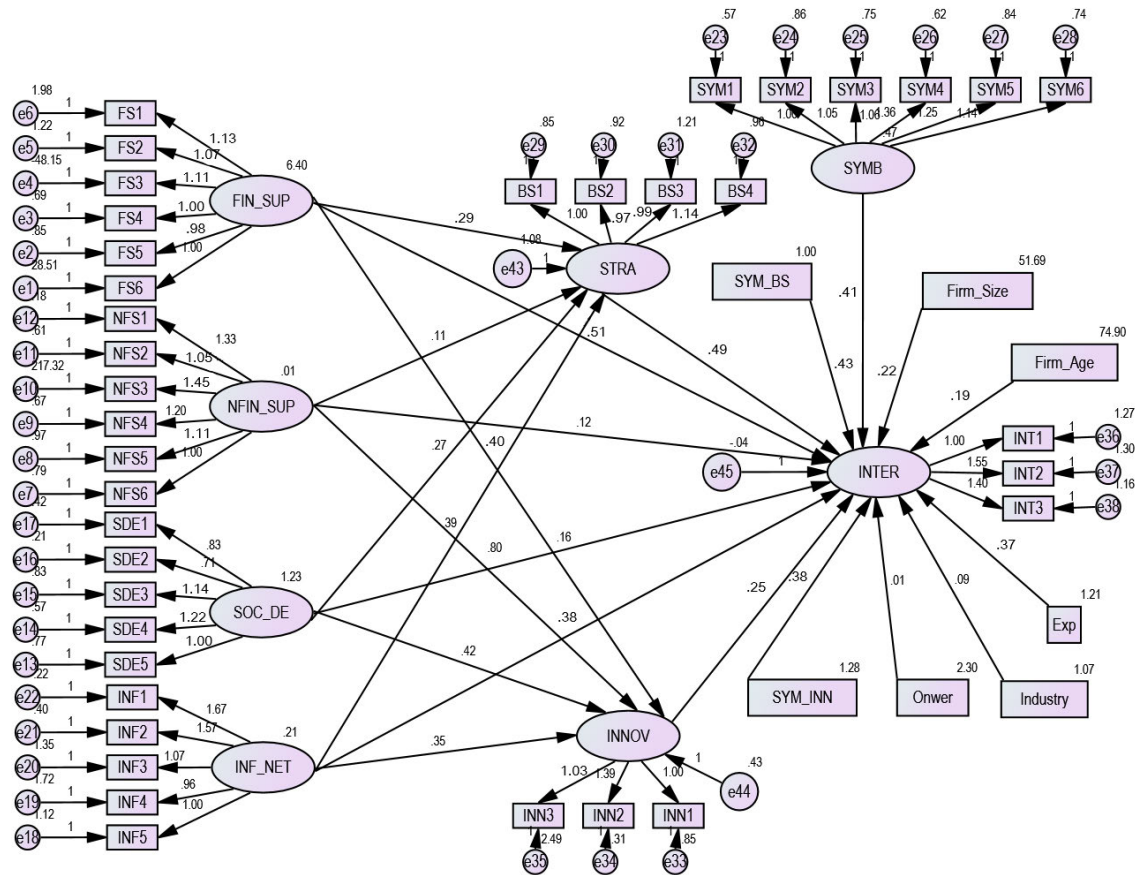 .57 .86 .75 .62 .84 .74
e23 e24 e25 e26 e27 e28
1 1 1 1 1 1
SYM1 SYM2 SYM3 SYM4 SYM5 SYM6
1.00 1.05 1.06 1.36 1.25 1.14
.47
SYMB
1.98
e6 1 FS1
1.22
e5 1 FS2
-48.15
e4 1 FS3
.69
e3 1 FS4
.85
e2 1 FS5
28.51
e1 1 FS6
1.13
1.07
1.11
1.00
.98
1.00
6.40
FIN_SUP
.18
e12 1 NFS1
.61
e11 1 NFS2
217.32
e10 1 NFS3
.67
e9 1 NFS4
.97
e8 1 NFS5
.79
e7 1 NFS6
1.33
1.05
1.45
1.20
1.11
1.00
.01
NFIN_SUP
.42
e17 1 SDE1
.21
e16 1 SDE2
.83
e15 1 SDE3
.57
e14 1 SDE4
.77
e13 1 SDE5
.83
.71
1.14
1.22
1.00
1.23
SOC_DE
.22
e22 1 INF1
.40
e21 1 INF2
1.35
e20 1 INF3
1.72
e19 1 INF4
1.12
e18 1 INF5
1.67
1.57
1.07
.96
1.00
.21
INF_NET
.85 .92 1.21 .96
e29 e30 e31 e32
BS1 BS2 BS3 BS4
1.00 .97 .99 1.14
1.08
e43 1 STRA
.29
.11
.27
.40
.51
.49
.12
-.04
.39
.80
.16
.38
.42
.35
.41
.43
.22
.19
.25
.38
.01
.09
.37
1.00
SYM_BS
51.69
Firm_Size
74.90
Firm_Age
e45 1 INTER
1.00 INT1 1 e36 1.27
1.55 INT2 1 e37 1.30
1.40 INT3 1 e38 1.16
1.21
Exp
1.28
SYM_INN
2.30
Onwer
1.07
Industry
INNOV
1 .43
e44
1.03 1.39 1.00
INN3 INN2 INN1
1 2.49 1 .31 1 .85
e35 e34 e33